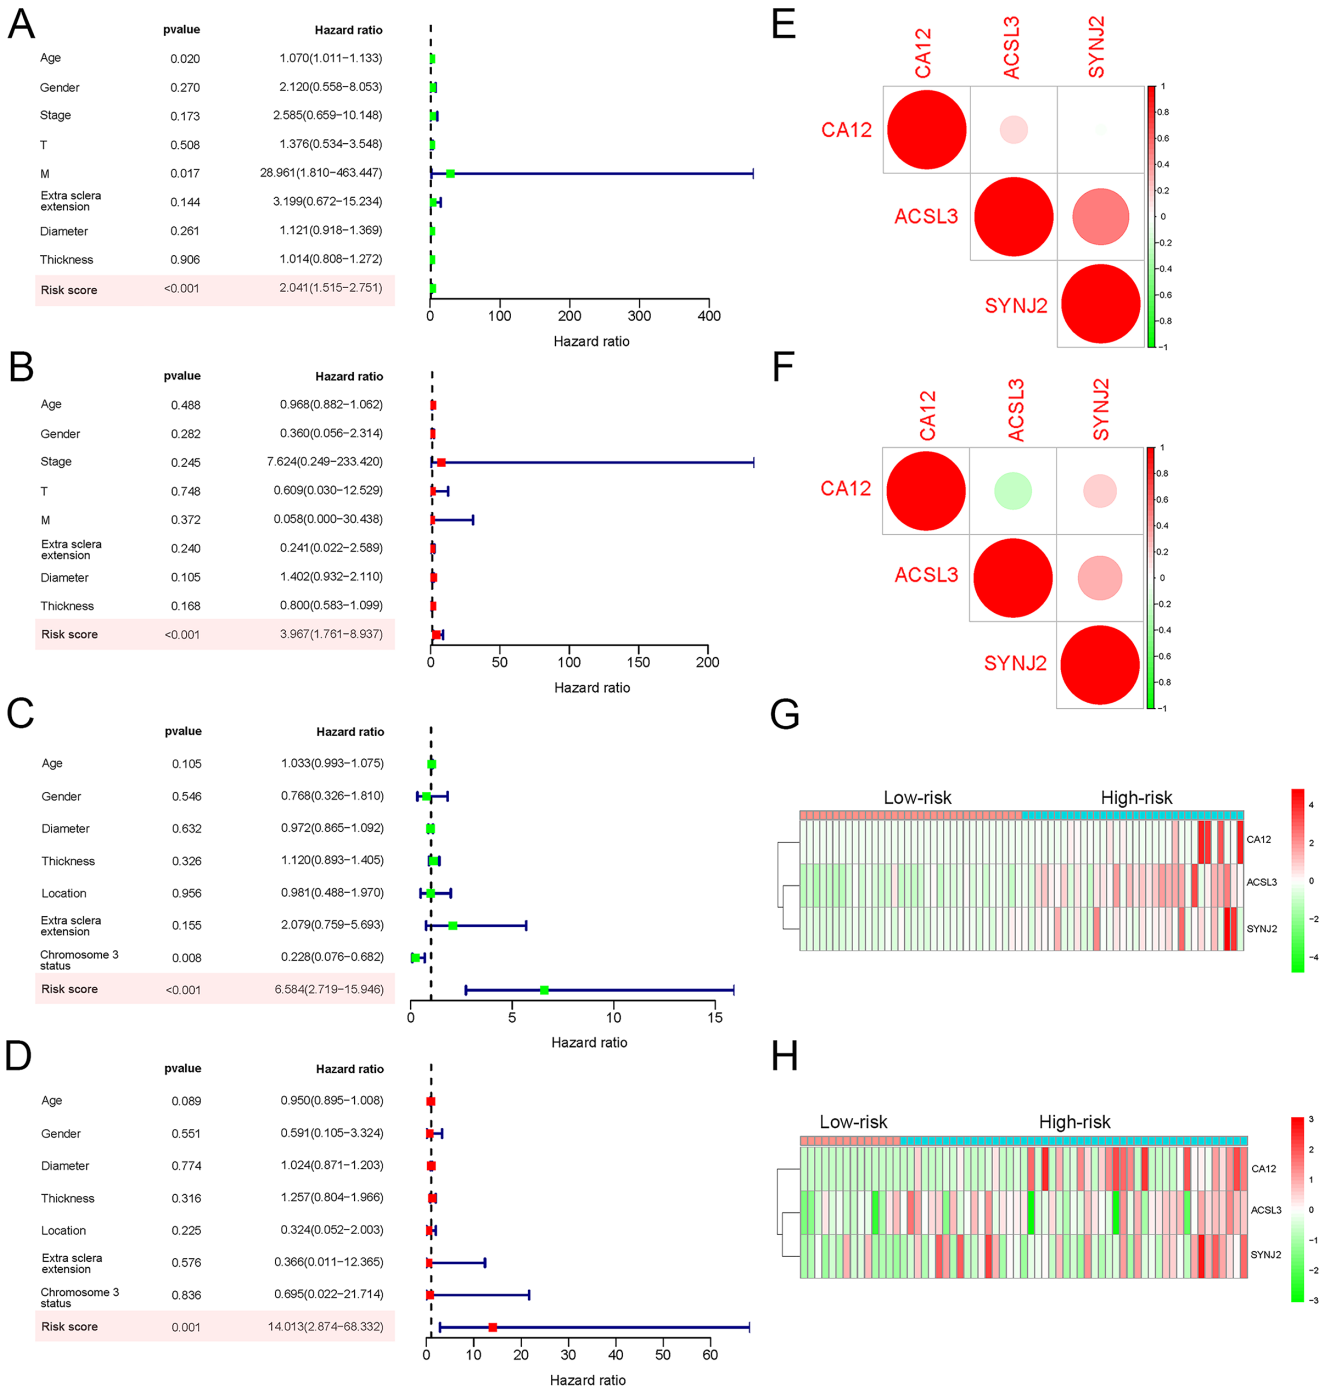 A
pvalue Hazard ratio
Age 0.020 1.070(1.011−1.133)
Gender 0.270 2.120(0.558−8.053)
Stage 0.173 2.585(0.659−10.148)
T 0.508 1.376(0.534−3.548)
M 0.017 28.961(1.810−463.447)
Extra sclera
extension 0.144 3.199(0.672−15.234)
Diameter 0.261 1.121(0.918−1.369)
Thickness 0.906 1.014(0.808−1.272)
Risk score <0.001 2.041(1.515−2.751)
0 100 200 300 400
Hazard ratio
B
pvalue Hazard ratio
Age 0.488 0.968(0.882−1.062)
Gender 0.282 0.360(0.056−2.314)
Stage 0.245 7.624(0.249−233.420)
T 0.748 0.609(0.030−12.529)
M 0.372 0.058(0.000−30.438)
Extra sclera
extension 0.240 0.241(0.022−2.589)
Diameter 0.105 1.402(0.932−2.110)
Thickness 0.168 0.800(0.583−1.099)
Risk score <0.001 3.967(1.761−8.937)
0 50 100 150 200
Hazard ratio
C
pvalue Hazard ratio
Age 0.105 1.033(0.993−1.075)
Gender 0.546 0.768(0.326−1.810)
Diameter 0.632 0.972(0.865−1.092)
Thickness 0.326 1.120(0.893−1.405)
Location 0.956 0.981(0.488−1.970)
Extra sclera
extension 0.155 2.079(0.759−5.693)
Chromosome 3
status 0.008 0.228(0.076−0.682)
Risk score <0.001 6.584(2.719−15.946)
0 5 10 15
Hazard ratio
D
pvalue Hazard ratio
Age 0.089 0.950(0.895−1.008)
Gender 0.551 0.591(0.105−3.324)
Diameter 0.774 1.024(0.871−1.203)
Thickness 0.316 1.257(0.804−1.966)
Location 0.225 0.324(0.052−2.003)
Extra sclera
extension 0.576 0.366(0.011−12.365)
Chromosome 3
status 0.836 0.695(0.022−21.714)
Risk score 0.001 14.013(2.874−68.332)
0 10 20 30 40 50 60
Hazard ratio
E
CA12 ACSL3 SYNJ2
CA12
ACSL3
SYNJ2
1
0.8
0.6
0.4
0.2
0
−0.2
−0.4
−0.6
−0.8
−1
F
CA12 ACSL3 SYNJ2
CA12
ACSL3
SYNJ2
1
0.8
0.6
0.4
0.2
0
−0.2
−0.4
−0.6
−0.8
−1
G
Low-risk High-risk
CA12
ACSL3
SYNJ2
4
2
0
−2
−4
H
Low-risk High-risk
CA12
ACSL3
SYNJ2
3
2
1
0
−1
−2
−3